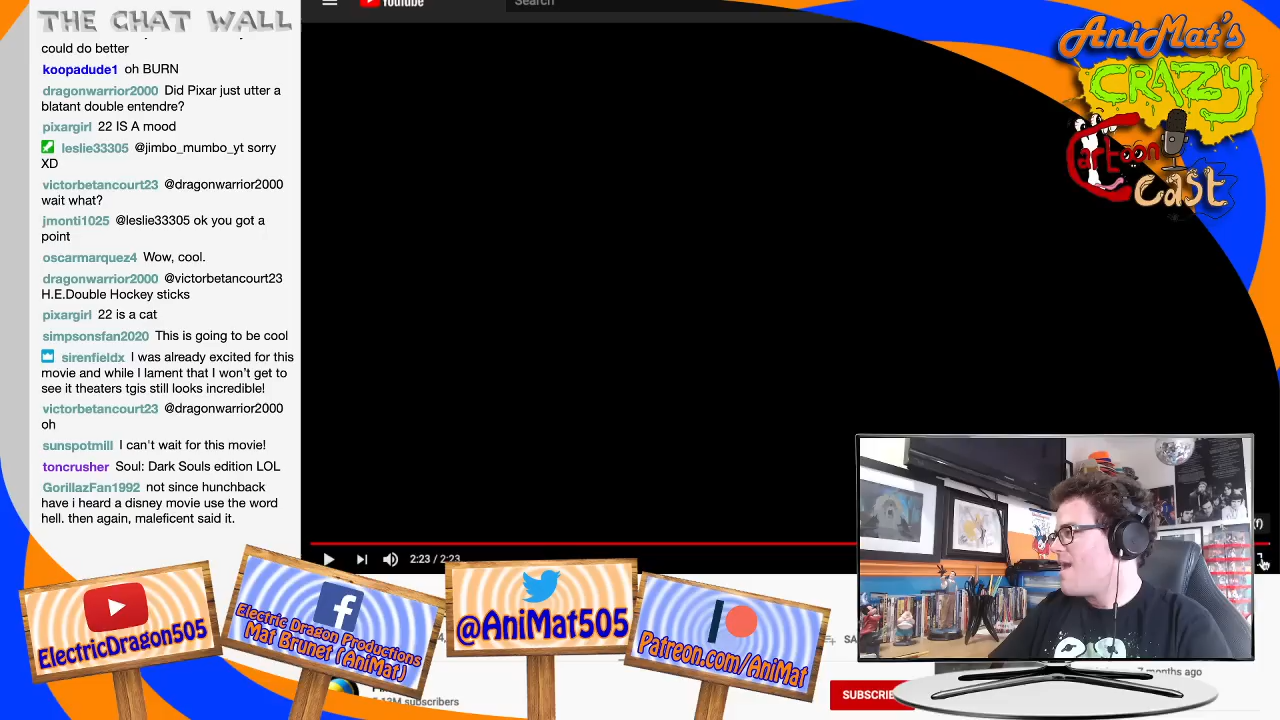 THE CHAT WALL
could do better
koopadude1 oh BURN
dragonwarrior2000 Did Pixar just utter a
blatant double entendre?
pixargirl 22 IS A mood
leslie33305 @jimbo_mumbo_yt sorry
XD
victorbetancourt23 @dragonwarrior2000
wait what?
jmonti1025 @leslie33305 ok you got a
point
oscarmarquez4 Wow, cool.
dragonwarrior2000 @victorbetancourt23
H.E.Double Hockey sticks
pixargirl 22 is a cat
simpsonsfan2020 This is going to be cool
sirenfieldx I was already excited for this
movie and while I lament that I won't get to
see it theaters tgis still looks incredible!
victorbetancourt23 @dragonwarrior2000
oh
sunspotmill I can't wait for this movie!
toncrusher Soul: Dark Souls edition LOL
GorillazFan1992 not since hunchback
have i heard a disney movie use the word
hell. then again, maleficent said it.
YouTube
Search
AniMat's
CRAZY
Cartoon
Cast
(f)
2:23 / 2:23
ElectricDragon505
Electric Dragon Productions
Mat Brunet (AniMat)
@AniMat505
Patreon.com/AniMat
7 months ago
subscribers
SUBSCRIBE